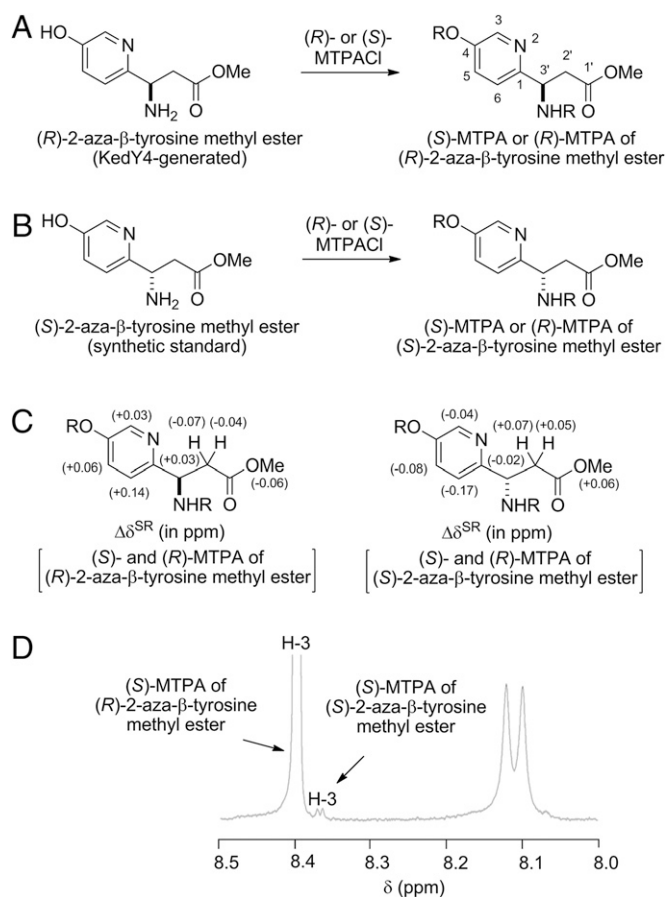 A
HO
N
OMe
NH2
O
(R)-2-aza-β-tyrosine methyl ester
(KedY4-generated)
(R)- or (S)-
MTPACl
RO
3
4
N
2
5
6
1
3'
2'
1'
OMe
NHR
O
(S)-MTPA or (R)-MTPA of
(R)-2-aza-β-tyrosine methyl ester
B
HO
N
OMe
NH2
O
(S)-2-aza-β-tyrosine methyl ester
(synthetic standard)
(R)- or (S)-
MTPACl
RO
N
OMe
NHR
O
(S)-MTPA or (R)-MTPA of
(S)-2-aza-β-tyrosine methyl ester
C
RO
(+0.03)
(-0.07) (-0.04)
N
H H
(+0.06)
(+0.03)
OMe
(-0.06)
(+0.14)
NHR
O
ΔδSR (in ppm)
(S)- and (R)-MTPA of
(R)-2-aza-β-tyrosine methyl ester
RO
(-0.04)
(+0.07) (+0.05)
N
H H
(-0.08)
(-0.02)
OMe
(+0.06)
(-0.17)
NHR
O
ΔδSR (in ppm)
(S)- and (R)-MTPA of
(S)-2-aza-β-tyrosine methyl ester
D
H-3
(S)-MTPA of
(R)-2-aza-β-tyrosine
methyl ester
(S)-MTPA of
(S)-2-aza-β-tyrosine
methyl ester
H-3
8.5 8.4 8.3 8.2 8.1 8.0
δ (ppm)